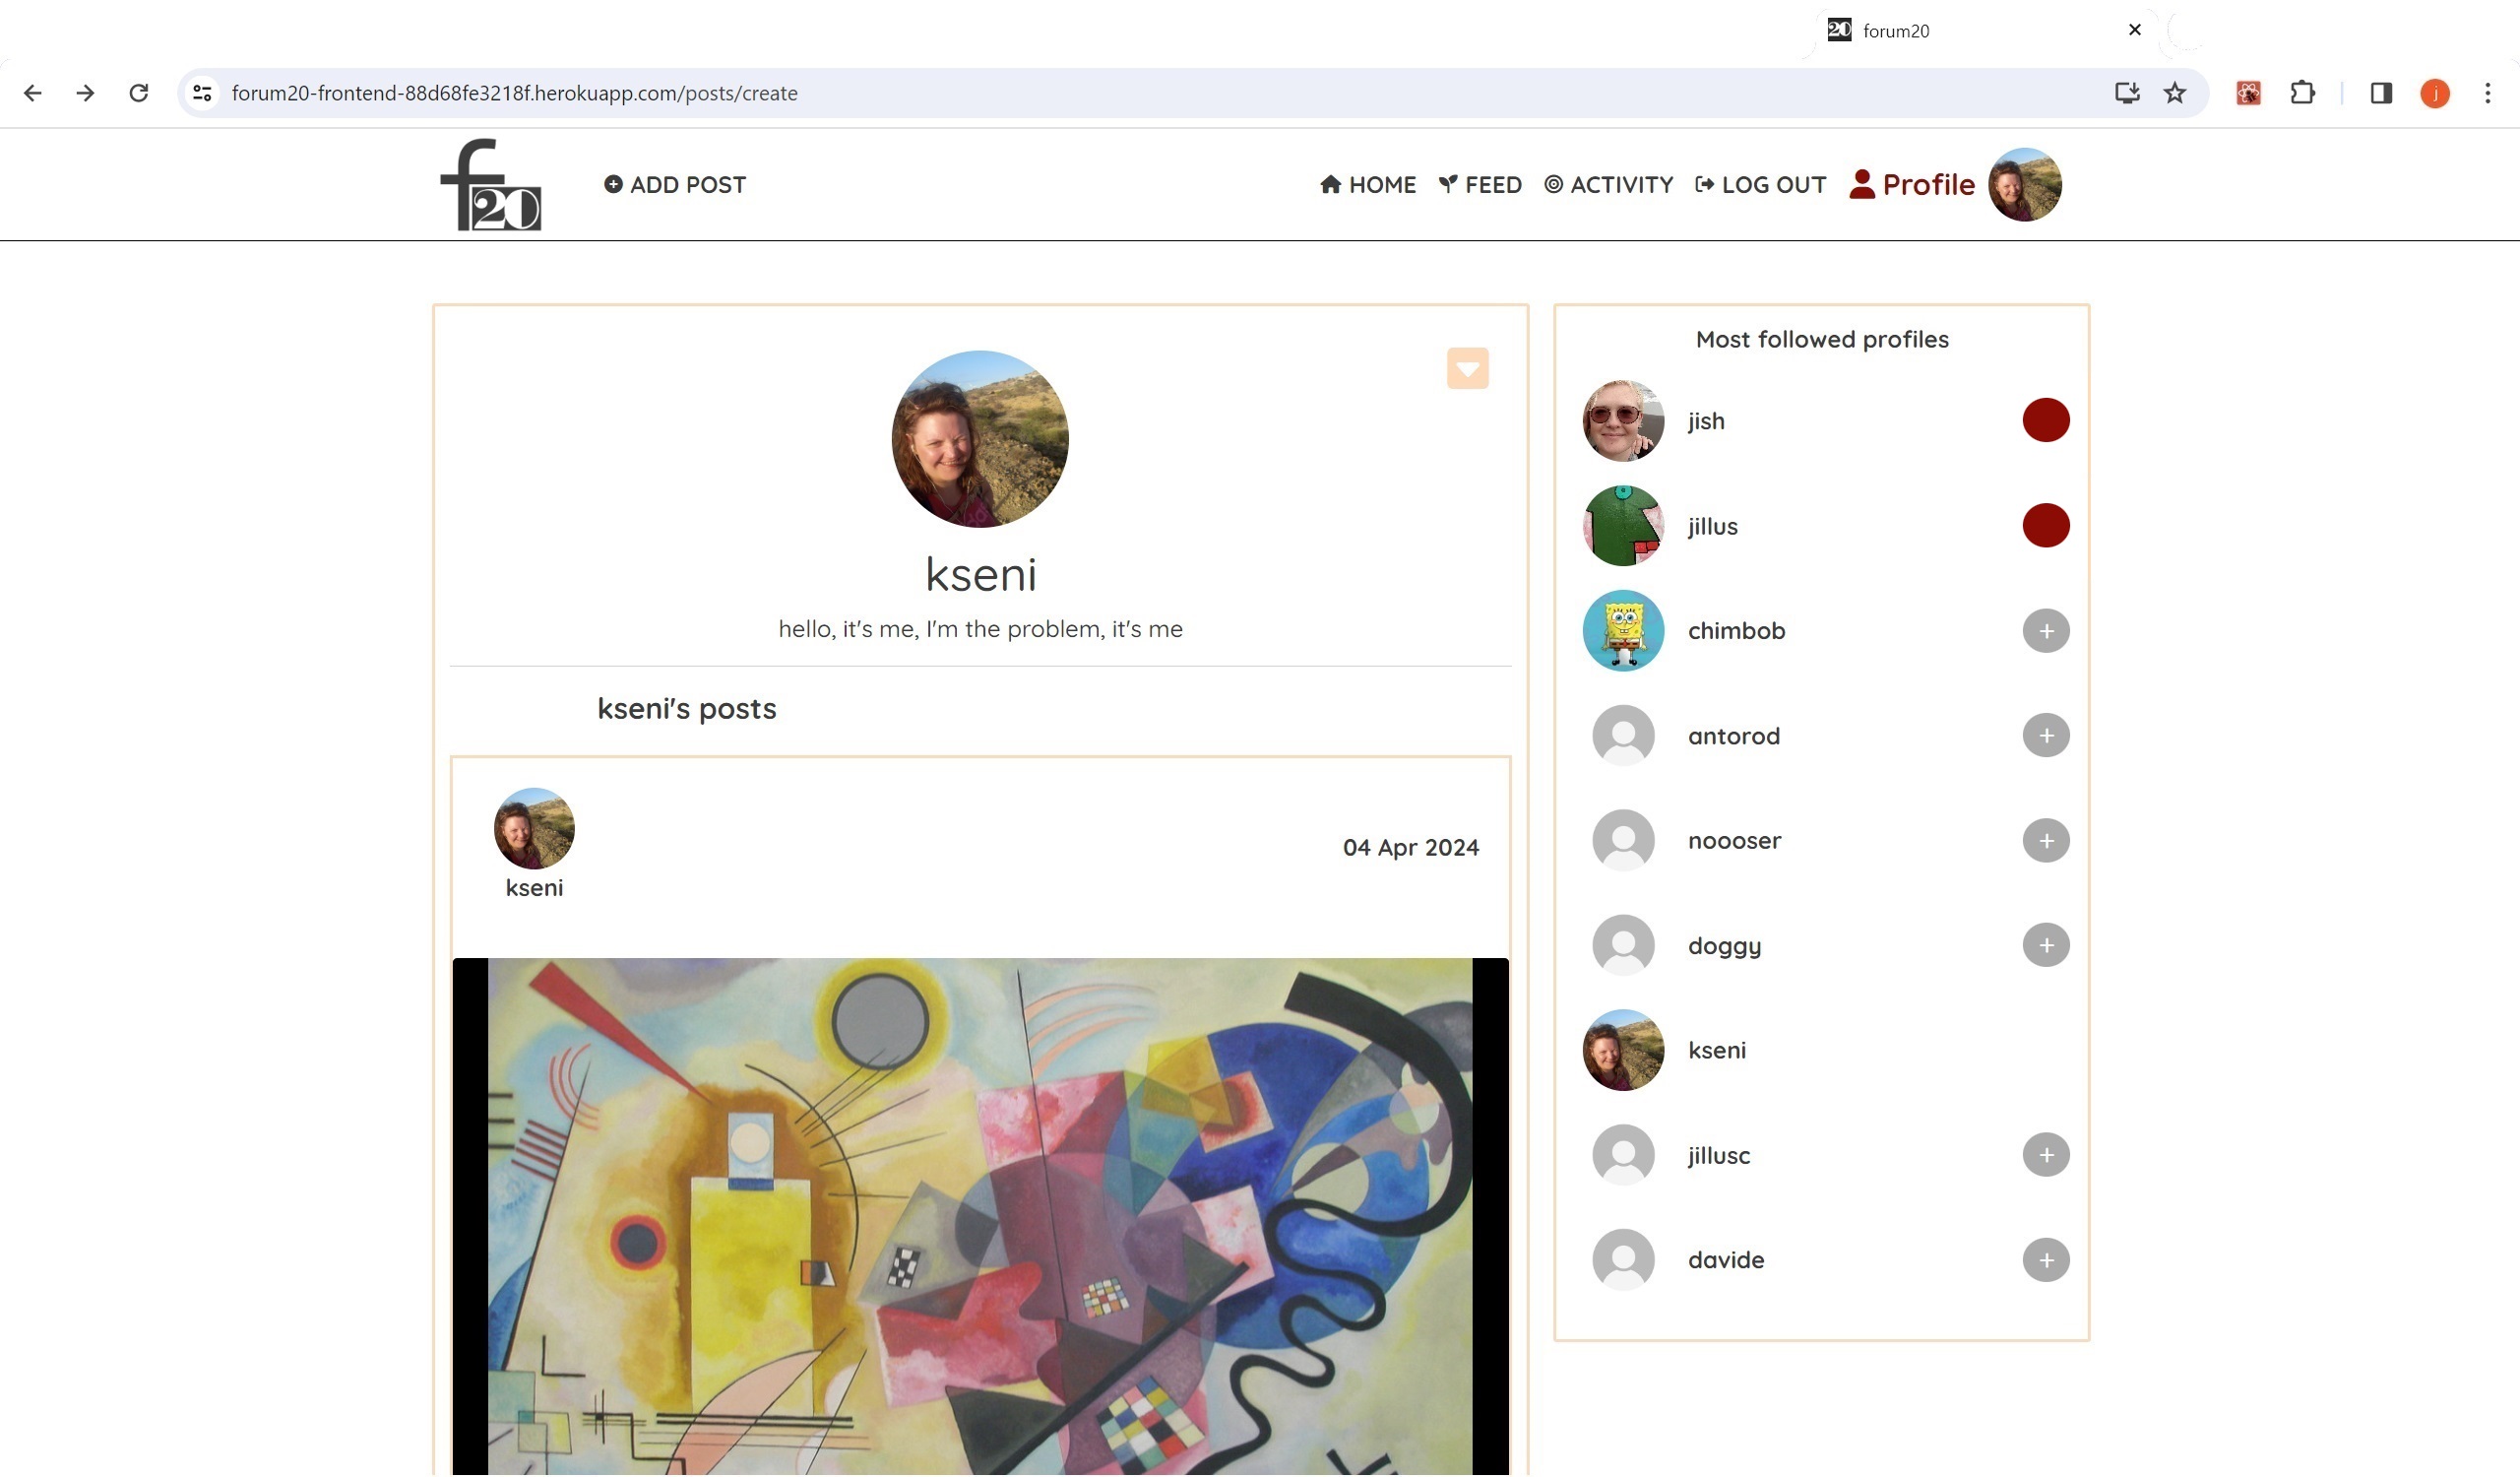 20 forum20
forum20-frontend-88d68fe3218f.herokuapp.com/posts/create
j
f20
ADD POST
HOME FEED ACTIVITY LOG OUT Profile
kseni
hello, it's me, I'm the problem, it's me
kseni's posts
kseni
04 Apr 2024
Most followed profiles
jish
jillus
chimbob
antorod
noooser
doggy
kseni
jillusc
davide